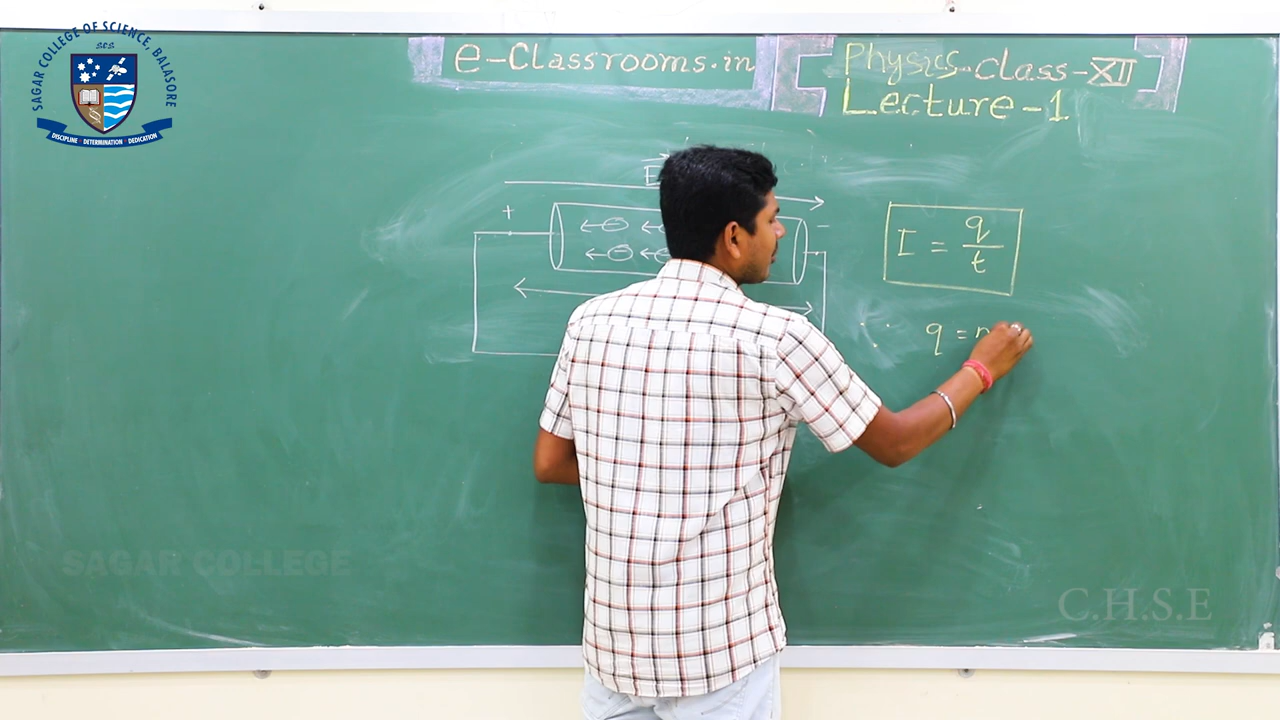 SAGAR COLLEGE OF SCIENCE, BALASORE
S.C.S.
DISCIPLINE DETERMINATION DEDICATION
e-Classrooms.in
Physics-Class-XII
Lecture-1
E
+
−
I = q/t
∴ q = n
SAGAR COLLEGE
C.H.S.E